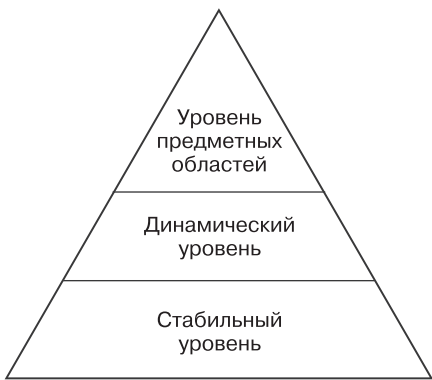 Уровень
предметных
областей
Динамический
уровень
Стабильный
уровень